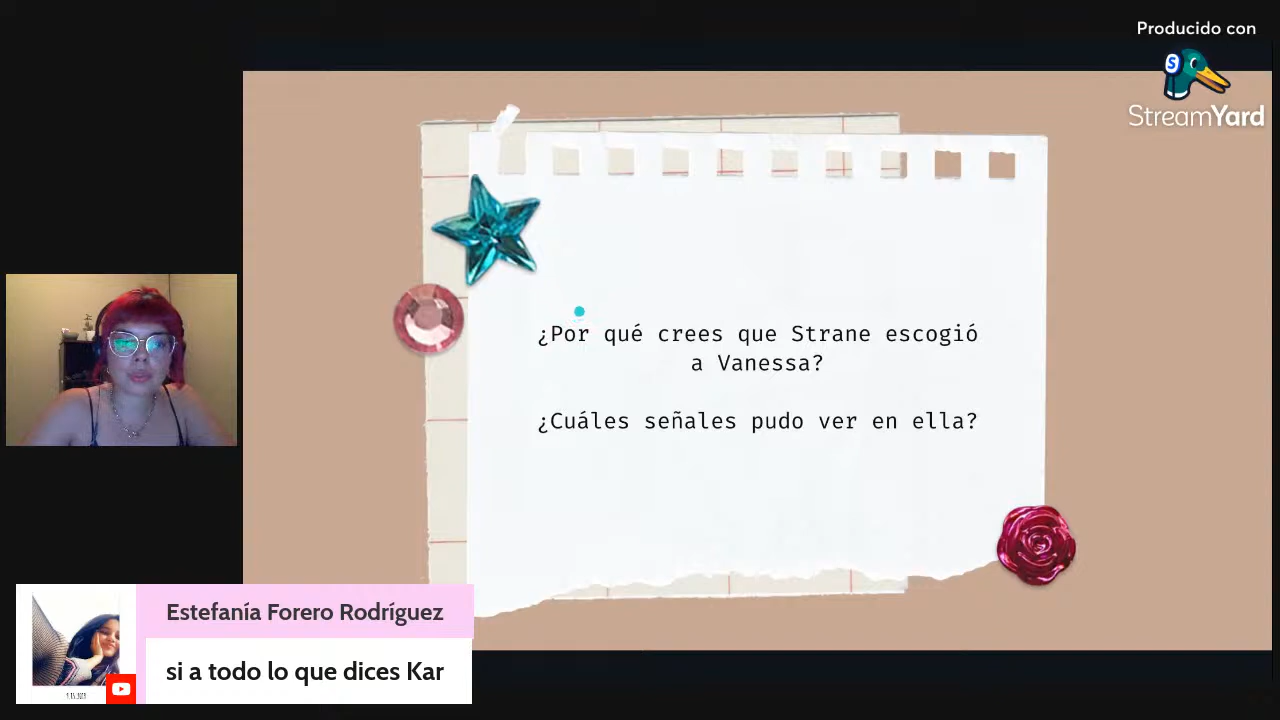 Producido con
StreamYard
¿Por qué crees que Strane escogió
a Vanessa?
¿Cuáles señales pudo ver en ella?
Estefanía Forero Rodríguez
si a todo lo que dices Kar